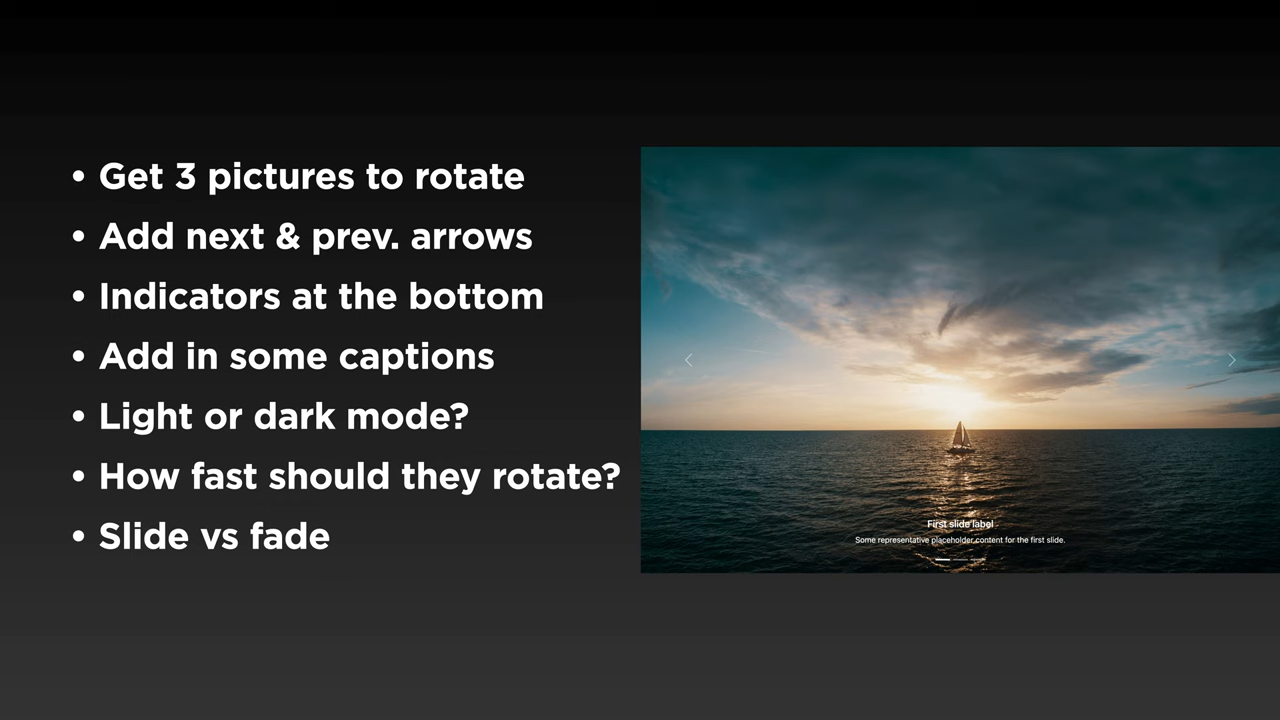 • Get 3 pictures to rotate
• Add next & prev. arrows
• Indicators at the bottom
• Add in some captions
• Light or dark mode?
• How fast should they rotate?
• Slide vs fade
First slide label
Some representative placeholder content for the first slide.